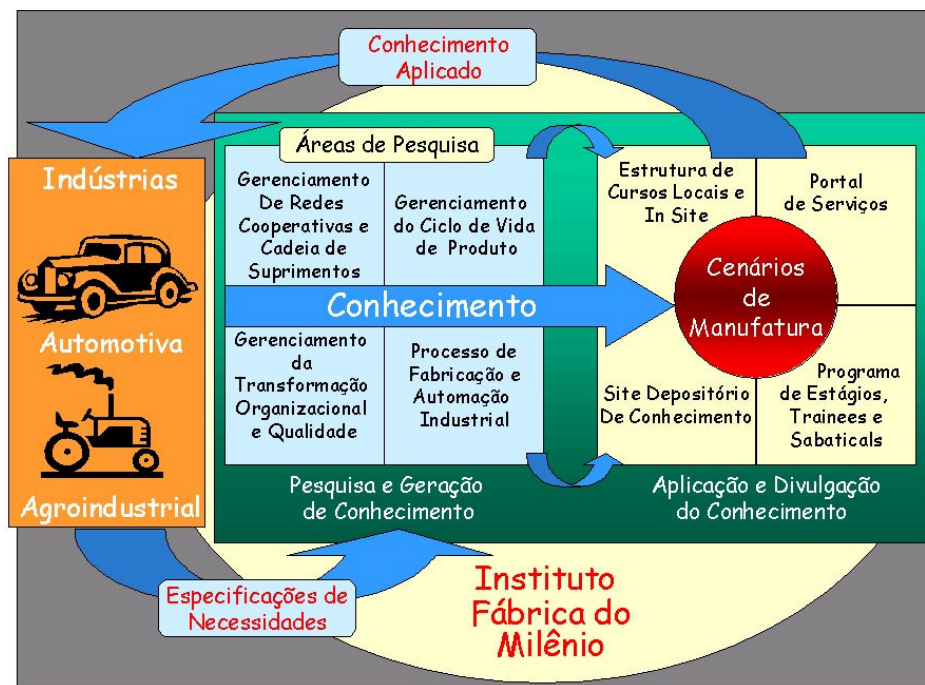 Conhecimento
Aplicado
Indústrias
Automotiva
Agroindustrial
Áreas de Pesquisa
Gerenciamento
De Redes
Cooperativas e
Cadeia de
Suprimentos
Gerenciamento
do Ciclo de Vida
de Produto
Conhecimento
Gerenciamento
da
Transformação
Organizacional
e Qualidade
Processo de
Fabricação e
Automação
Industrial
Pesquisa e Geração
de Conhecimento
Estrutura de
Cursos Locais e
In Site
Portal
de Serviços
Cenários
de
Manufatura
Site Depositório
De Conhecimento
Programa
de Estágios,
Trainees e
Sabaticals
Aplicação e Divulgação
do Conhecimento
Especificações de
Necessidades
Instituto
Fábrica do
Milênio